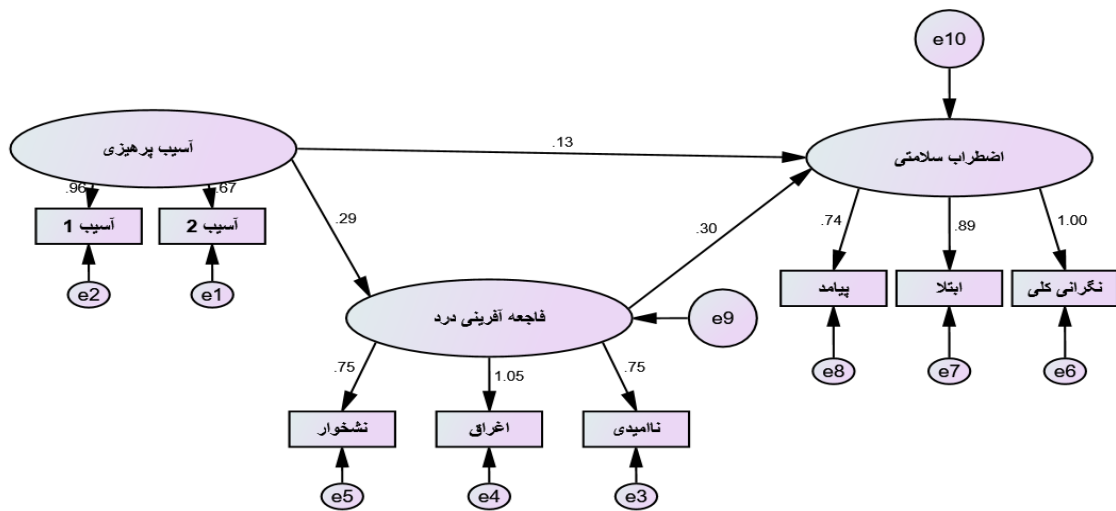 e10
آسیب پرهیزی
.13
اضطراب سلامتی
.96
.67
آسیب 1
آسیب 2
.29
.30
.74
.89
1.00
e2
e1
پیامد
ابتلا
نگرانی کلی
فاجعه آفرینی درد
e9
e8
e7
e6
.75
1.05
.75
نشخوار
اغراق
ناامیدی
e5
e4
e3